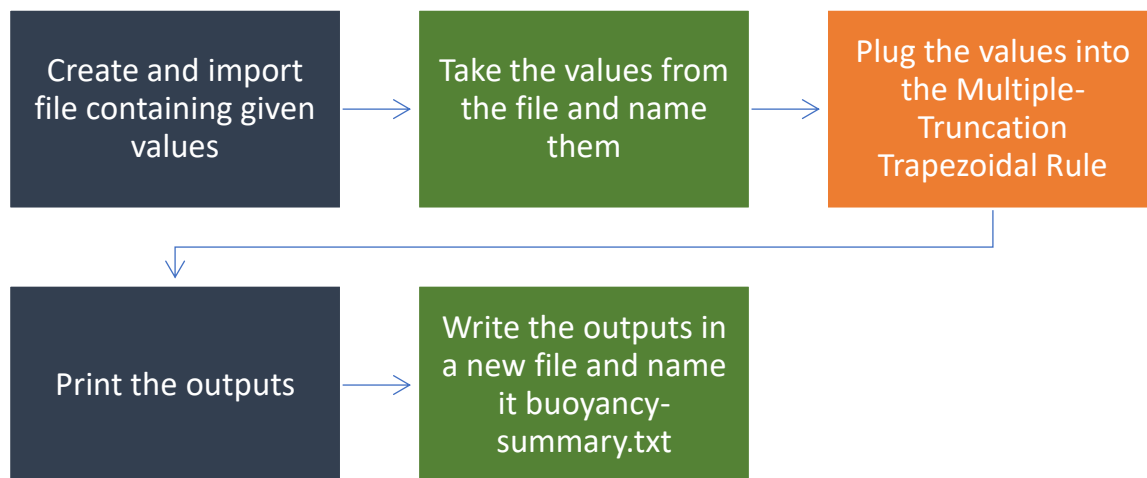 Create and import
file containing given
values
Take the values from
the file and name
them
Plug the values into
the Multiple-
Truncation
Trapezoidal Rule
Print the outputs
Write the outputs in
a new file and name
it buoyancy-
summary.txt